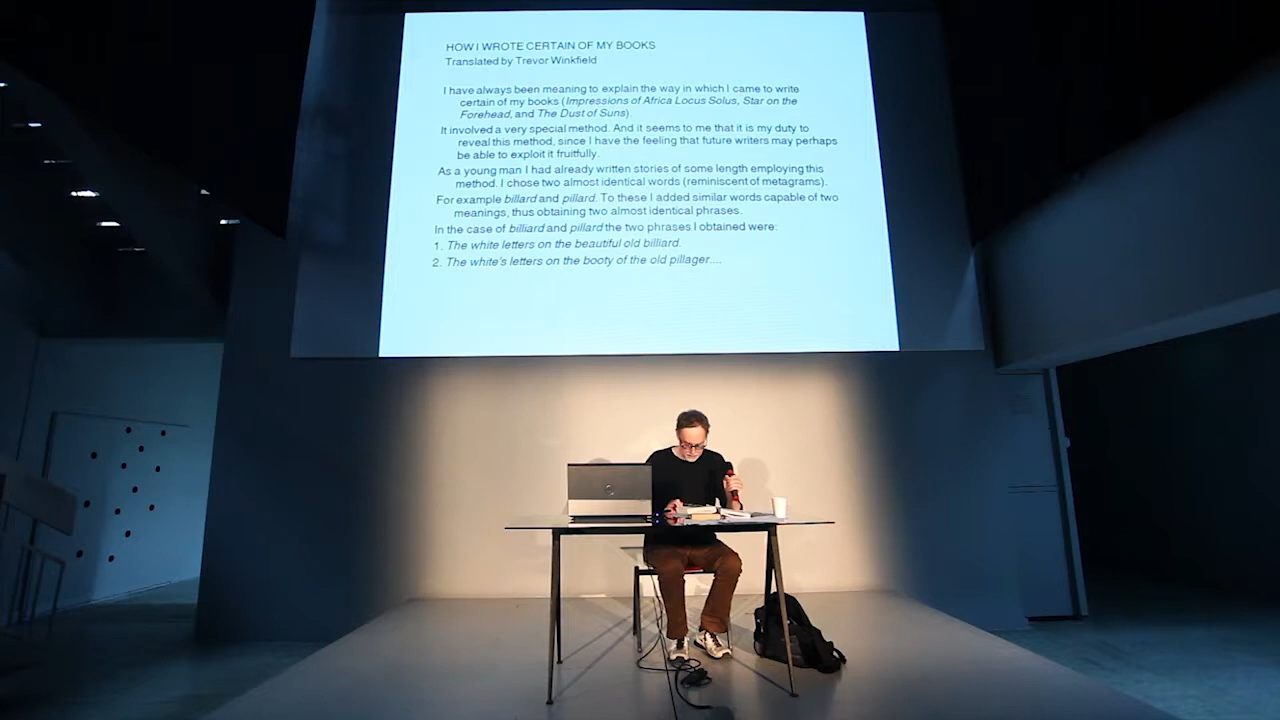 HOW I WROTE CERTAIN OF MY BOOKS
Translated by Trevor Winkfield
I have always been meaning to explain the way in which I came to write
certain of my books (Impressions of Africa Locus Solus, Star on the
Forehead, and The Dust of Suns).
It involved a very special method. And it seems to me that it is my duty to
reveal this method, since I have the feeling that future writers may perhaps
be able to exploit it fruitfully.
As a young man I had already written stories of some length employing this
method. I chose two almost identical words (reminiscent of metagrams).
For example billard and pillard. To these I added similar words capable of two
meanings, thus obtaining two almost identical phrases.
In the case of billiard and pillard the two phrases I obtained were:
1. The white letters on the beautiful old billiard.
2. The white's letters on the booty of the old pillager....